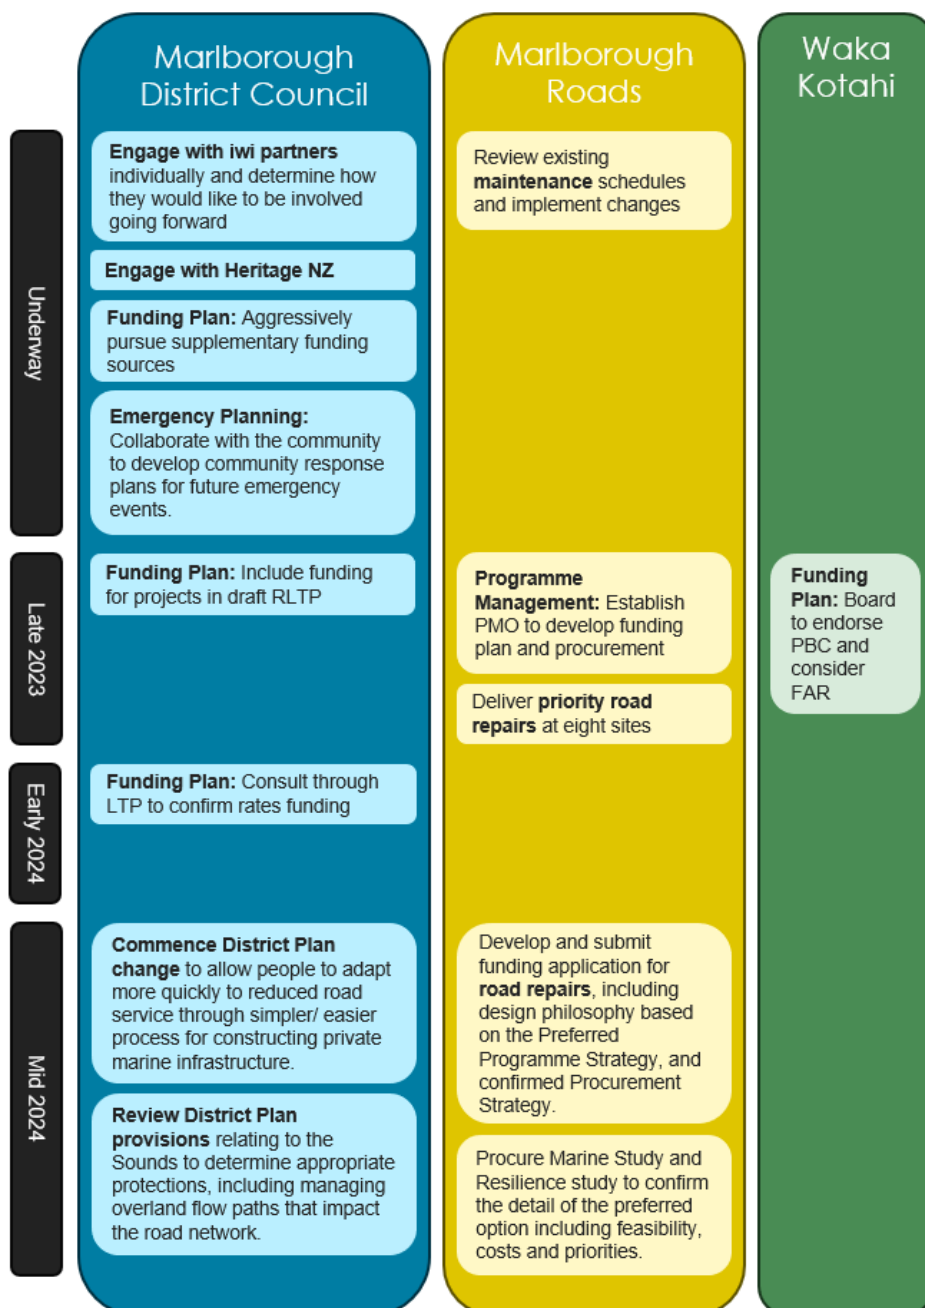 Marlborough
District Council
Marlborough
Roads
Waka
Kotahi
Underway
Engage with iwi partners
individually and determine how
they would like to be involved
going forward
Engage with Heritage NZ
Funding Plan: Aggressively
pursue supplementary funding
sources
Emergency Planning:
Collaborate with the community
to develop community response
plans for future emergency
events.
Review existing
maintenance schedules
and implement changes
Late 2023
Funding Plan: Include funding
for projects in draft RLTP
Programme
Management: Establish
PMO to develop funding
plan and procurement
Deliver priority road
repairs at eight sites
Funding
Plan: Board
to endorse
PBC and
consider
FAR
Early 2024
Funding Plan: Consult through
LTP to confirm rates funding
Mid 2024
Commence District Plan
change to allow people to adapt
more quickly to reduced road
service through simpler/ easier
process for constructing private
marine infrastructure.
Review District Plan
provisions relating to the
Sounds to determine appropriate
protections, including managing
overland flow paths that impact
the road network.
Develop and submit
funding application for
road repairs, including
design philosophy based
on the Preferred
Programme Strategy, and
confirmed Procurement
Strategy.
Procure Marine Study and
Resilience study to confirm
the detail of the preferred
option including feasibility,
costs and priorities.